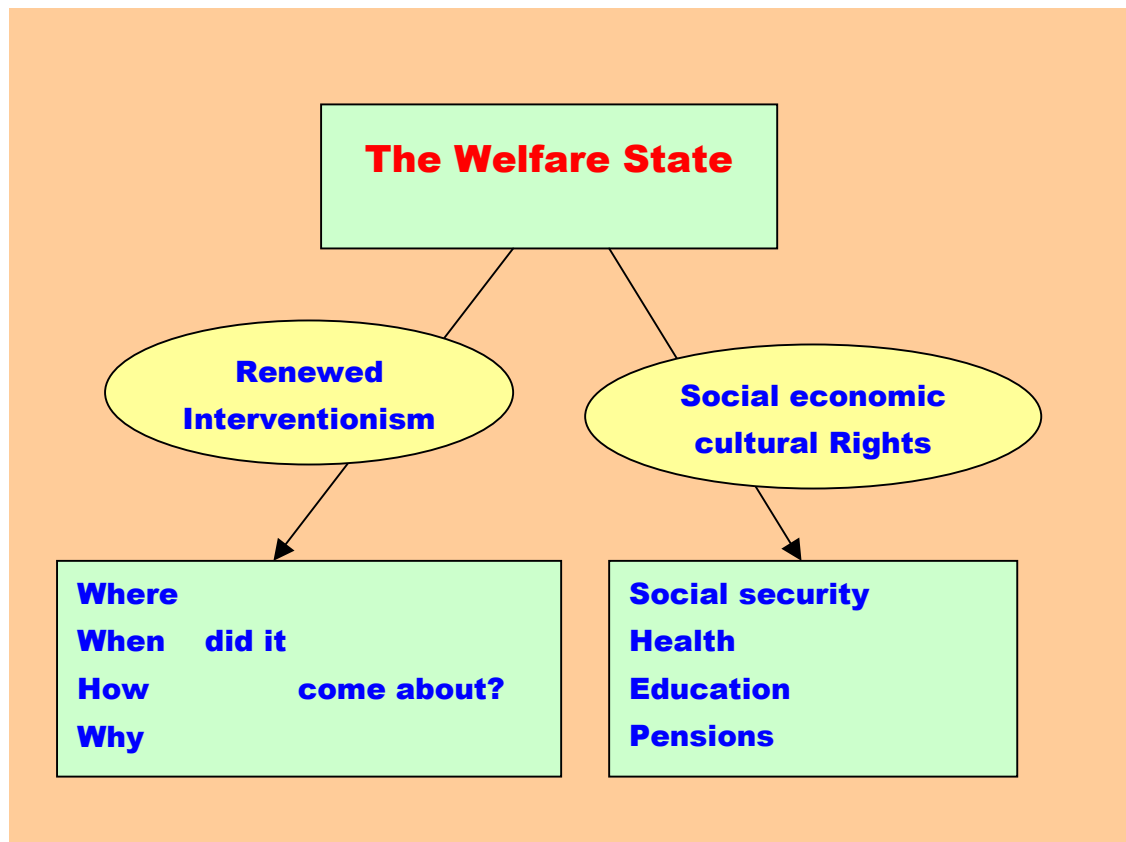 The Welfare State
Renewed
Interventionism
Social economic
cultural Rights
Where
When did it
How come about?
Why
Social security
Health
Education
Pensions